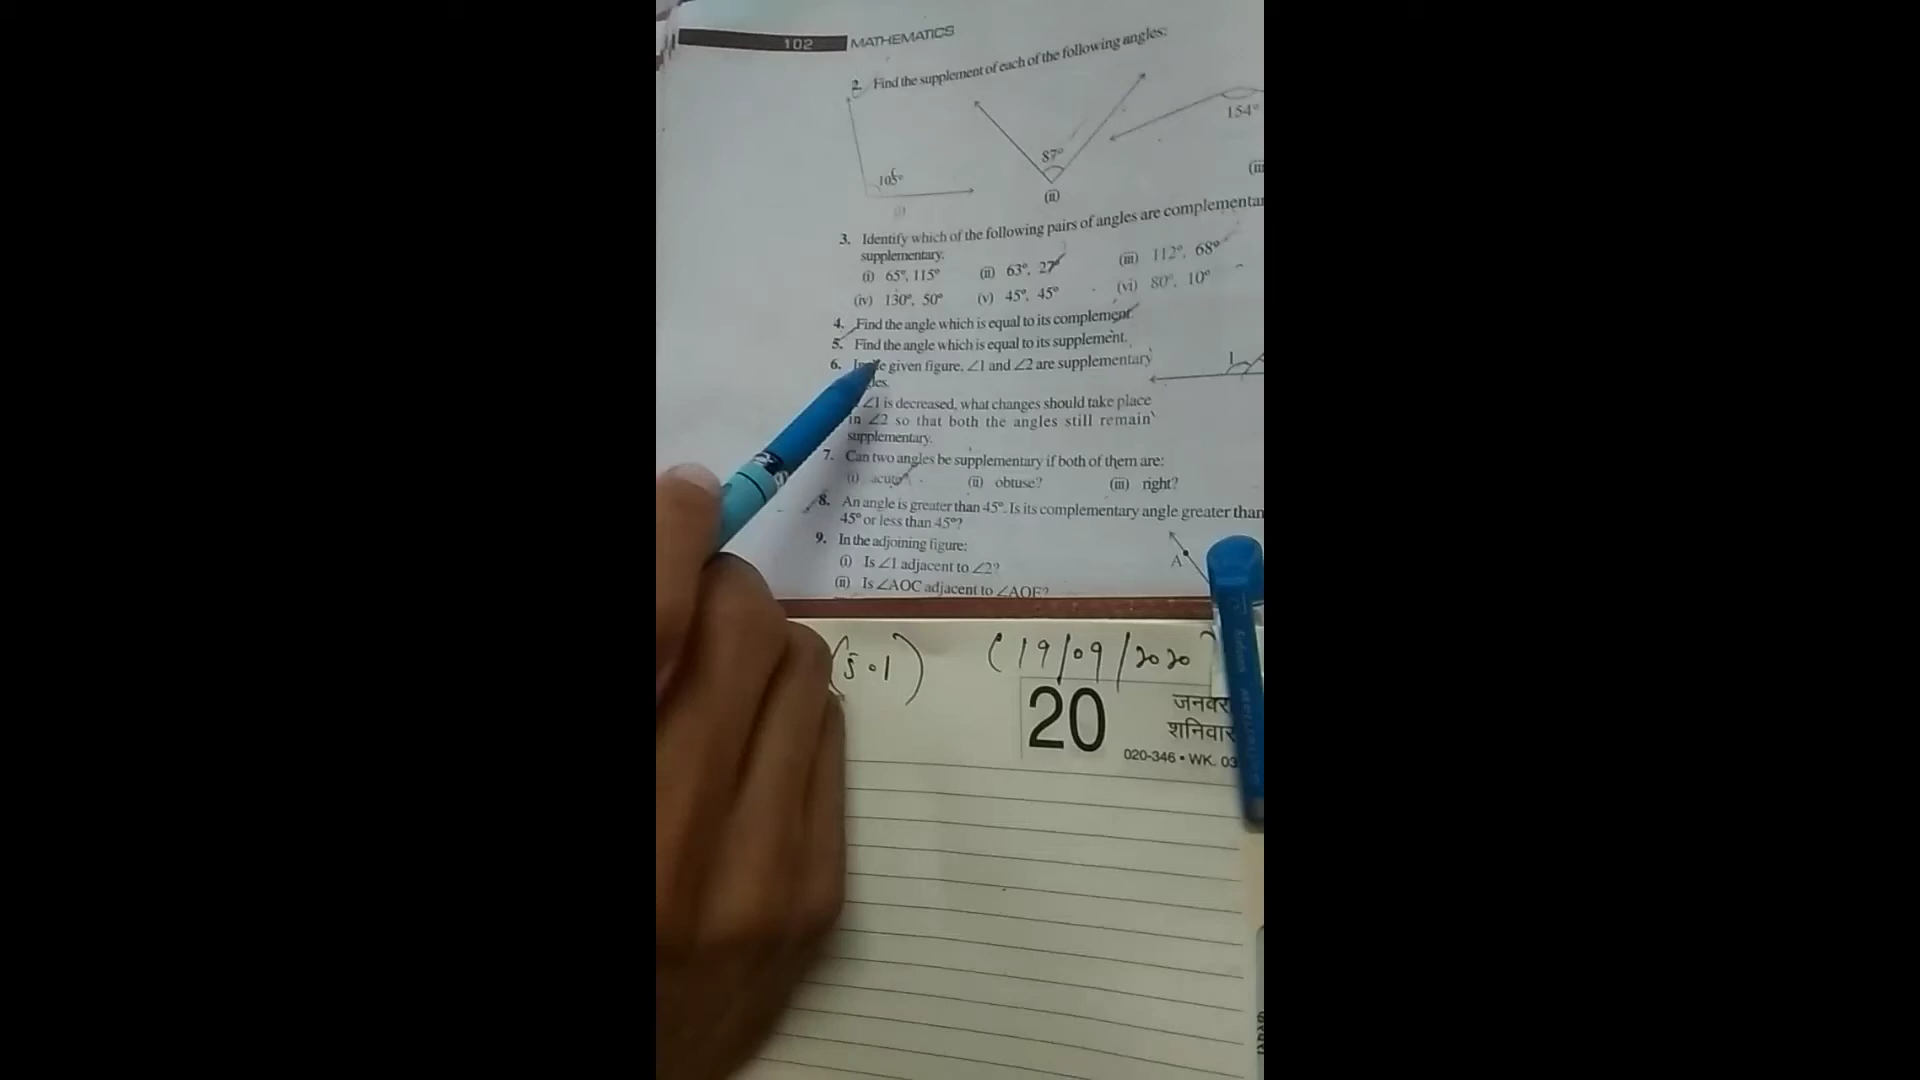 102 MATHEMATICS
2. Find the supplement of each of the following angles:
105°
87°
154°
(i)
(ii)
3. Identify which of the following pairs of angles are
supplementary.
(i) 65°, 115° (ii) 63°, 27° (iii) 112°, 68°
(iv) 130°, 50° (v) 45°, 45° (vi) 80°, 10°
4. Find the angle which is equal to its complement.
5. Find the angle which is equal to its supplement.
6. given figure, ∠1 and ∠2 are supplementary
∠1 is decreased, what changes should take place
in ∠2 so that both the angles still remain
supplementary.
1
7. Can two angles be supplementary if both of them are:
(i) (ii) obtuse? (iii) right?
8. An angle is greater than 45°. Is its complementary angle greater than
45° or less than 45°?
9. In the adjoining figure:
(i) Is ∠1 adjacent to ∠2?
(ii) Is ∠AOC adjacent to ∠AOE?
A
(5.1) (19/09/2020)
20
शनिवार
020-346 • WK. 03